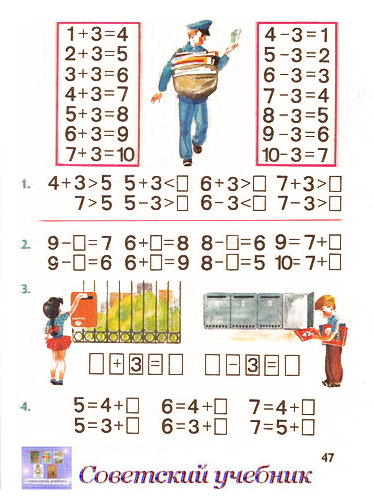 1+3=4
2+3=5
3+3=6
4+3=7
5+3=8
6+3=9
7+3=10
4-3=1
5-3=2
6-3=3
7-3=4
8-3=5
9-3=6
10-3=7
1. 4+3>5 5+3<□ 6+3>□ 7+3>□
7>5 5-3>□ 6-3<□ 7-3>□
2. 9-□=7 6+□=8 8-□=6 9=7+□
9-□=6 6+□=9 8-□=5 10=7+□
3.
□+3=□ □-3=□
4. 5=4+□ 6=4+□ 7=4+□
5=3+□ 6=3+□ 7=5+□
47
Советский учебник